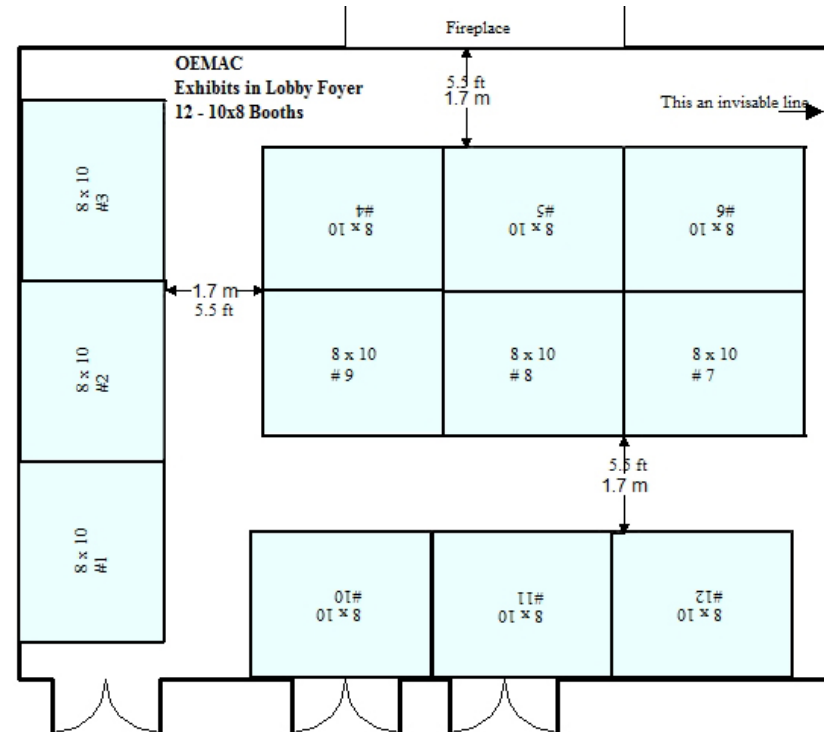 Fireplace
OEMAC
Exhibits in Lobby Foyer
12 - 10x8 Booths
5.5 ft
1.7 m
This an invisable line
8 x 10
#3
#4
8 x 10
#5
8 x 10
#6
8 x 10
1.7 m
5.5 ft
8 x 10
#2
8 x 10
# 9
8 x 10
# 8
8 x 10
# 7
5.5 ft
1.7 m
8 x 10
#1
#10
8 x 10
#11
8 x 10
#12
8 x 10